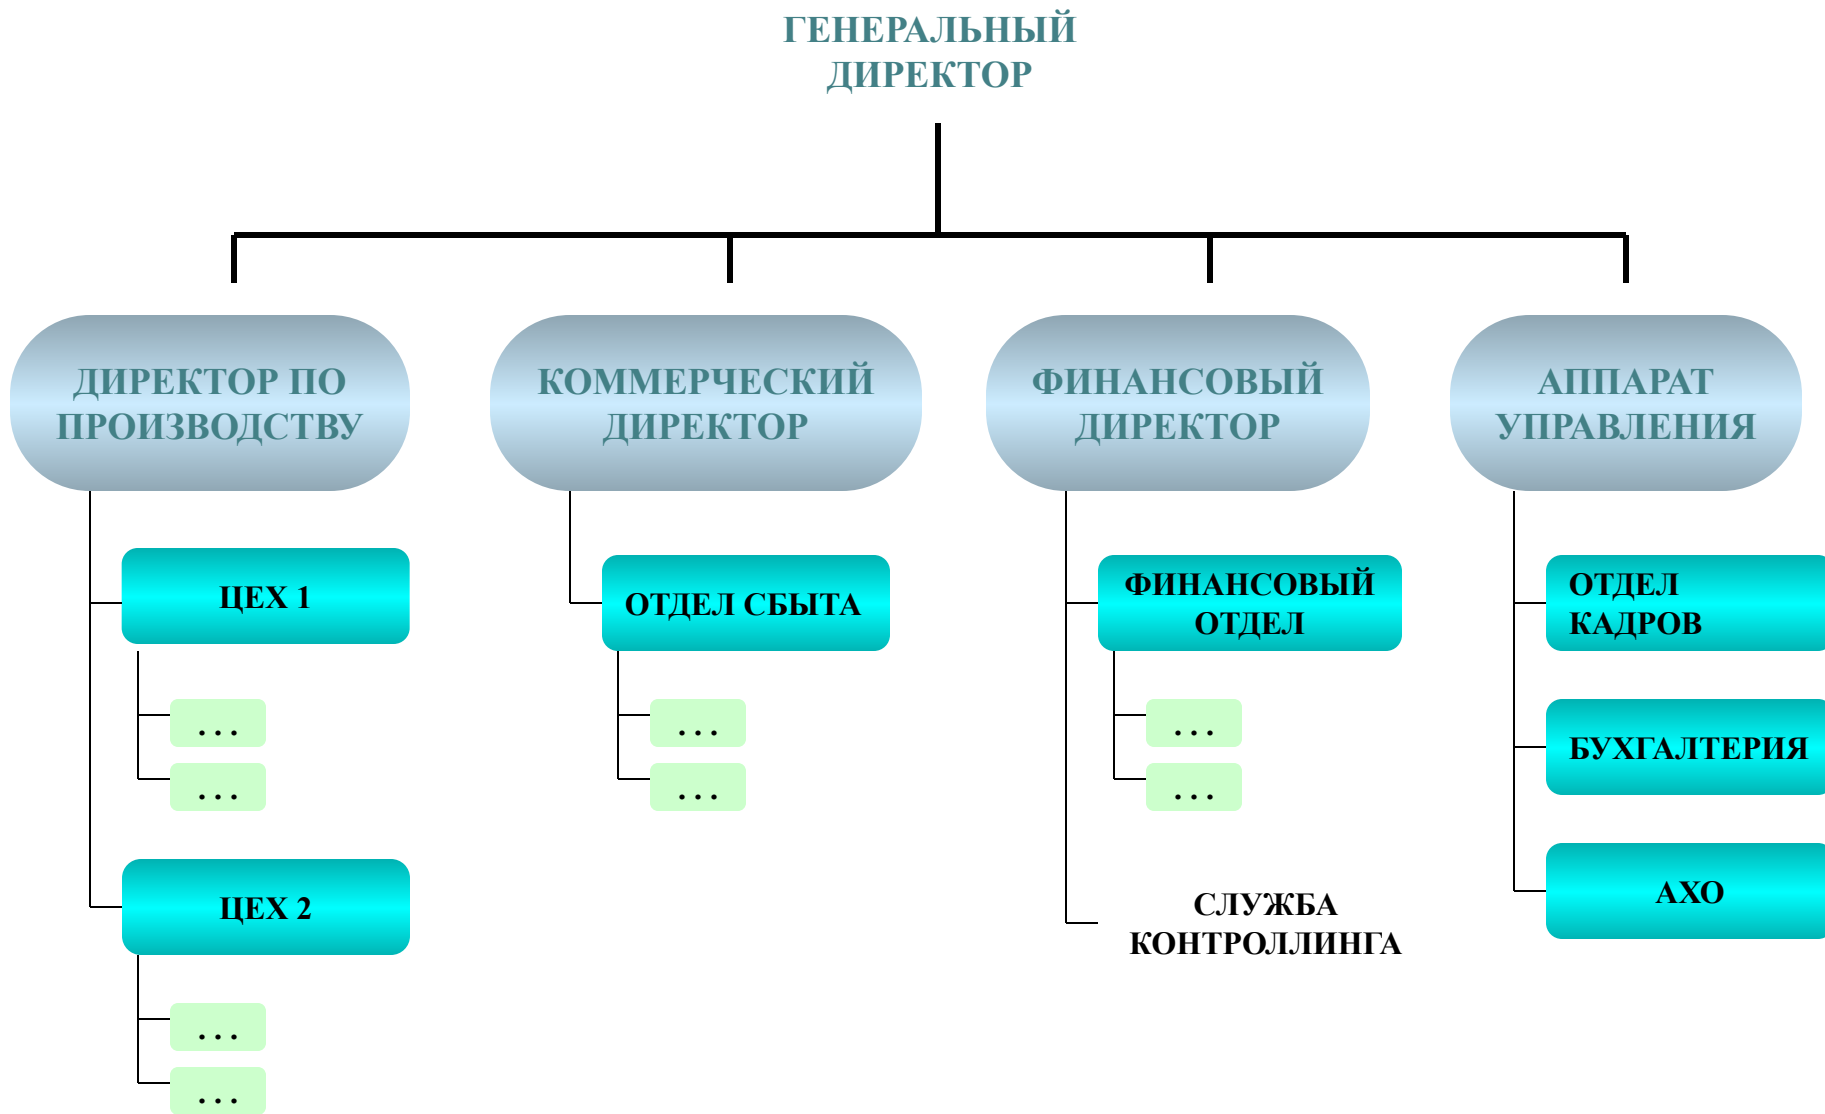 ГЕНЕРАЛЬНЫЙ
ДИРЕКТОР
ДИРЕКТОР ПО
ПРОИЗВОДСТВУ
КОММЕРЧЕСКИЙ
ДИРЕКТОР
ФИНАНСОВЫЙ
ДИРЕКТОР
АППАРАТ
УПРАВЛЕНИЯ
ЦЕХ 1
. . .
. . .
ЦЕХ 2
. . .
. . .
ОТДЕЛ СБЫТА
. . .
. . .
ФИНАНСОВЫЙ
ОТДЕЛ
. . .
. . .
СЛУЖБА
КОНТРОЛЛИНГА
ОТДЕЛ
КАДРОВ
БУХГАЛТЕРИЯ
АХО